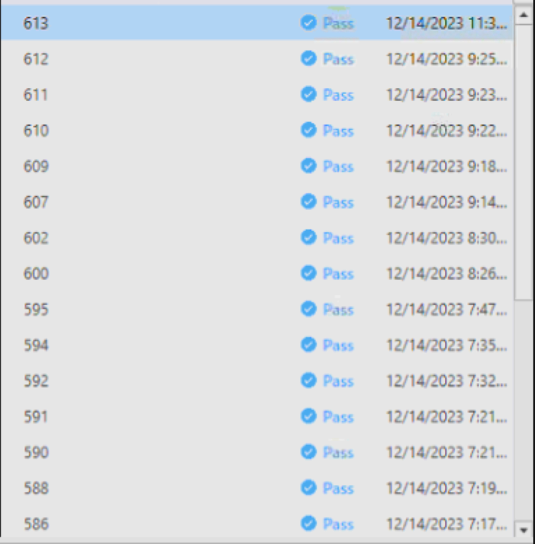 613 Pass 12/14/2023 11:3...
612 Pass 12/14/2023 9:25...
611 Pass 12/14/2023 9:23...
610 Pass 12/14/2023 9:22...
609 Pass 12/14/2023 9:18...
607 Pass 12/14/2023 9:14...
602 Pass 12/14/2023 8:30...
600 Pass 12/14/2023 8:26...
595 Pass 12/14/2023 7:47...
594 Pass 12/14/2023 7:35...
592 Pass 12/14/2023 7:32...
591 Pass 12/14/2023 7:21...
590 Pass 12/14/2023 7:21...
588 Pass 12/14/2023 7:19...
586 Pass 12/14/2023 7:17...